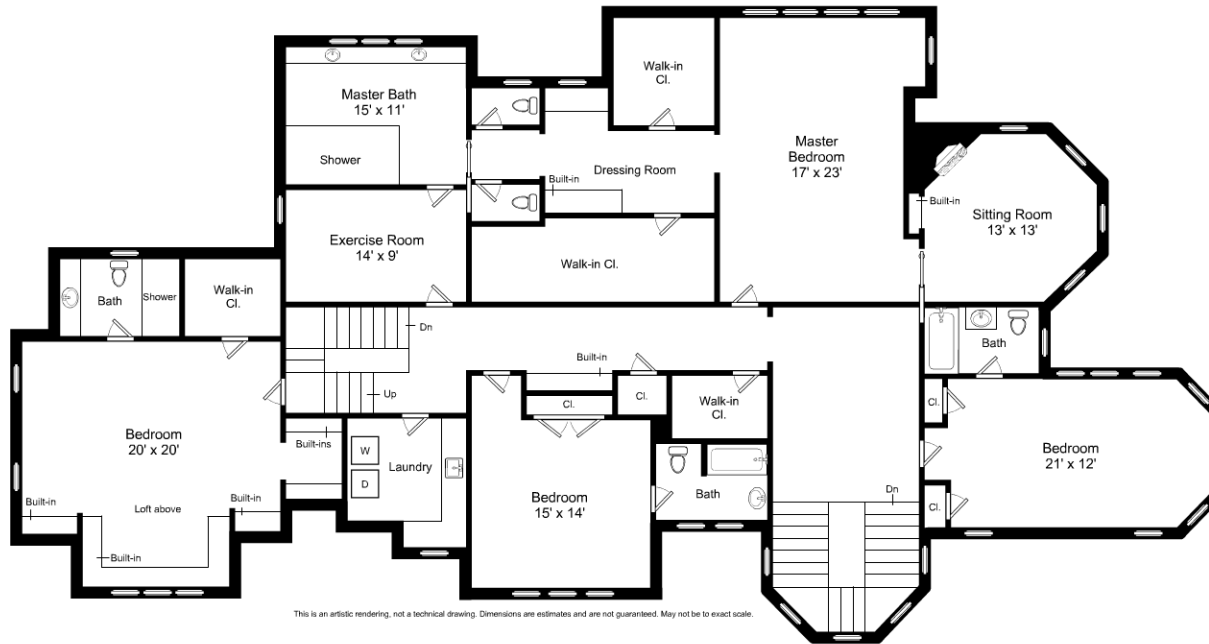 Walk-in
Cl.
Master Bath
15' x 11'
Shower
Dressing Room
Built-in
Master
Bedroom
17' x 23'
Built-in
Sitting Room
13' x 13'
Exercise Room
14' x 9'
Walk-in Cl.
Bath
Shower
Walk-in
Cl.
Dn
Up
Built-in
Cl.
Cl.
Walk-in
Cl.
Bath
Cl.
Bedroom
21' x 12'
Cl.
Dn
Bedroom
20' x 20'
Built-ins
Built-in
Loft above
Built-in
Built-in
W
D
Laundry
Bedroom
15' x 14'
Bath
This is an artistic rendering, not a technical drawing. Dimensions are estimates and are not guaranteed. May not be to exact scale.